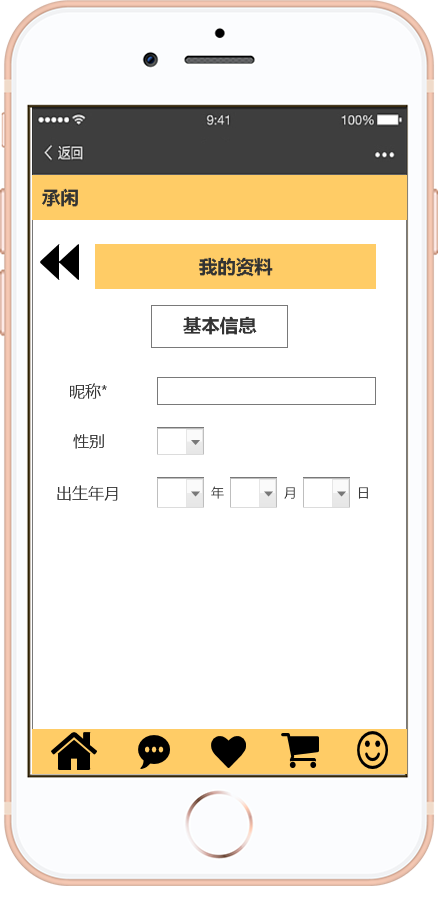 9:41
100%
返回
承闲
我的资料
基本信息
昵称*
性别
出生年月 年 月 日